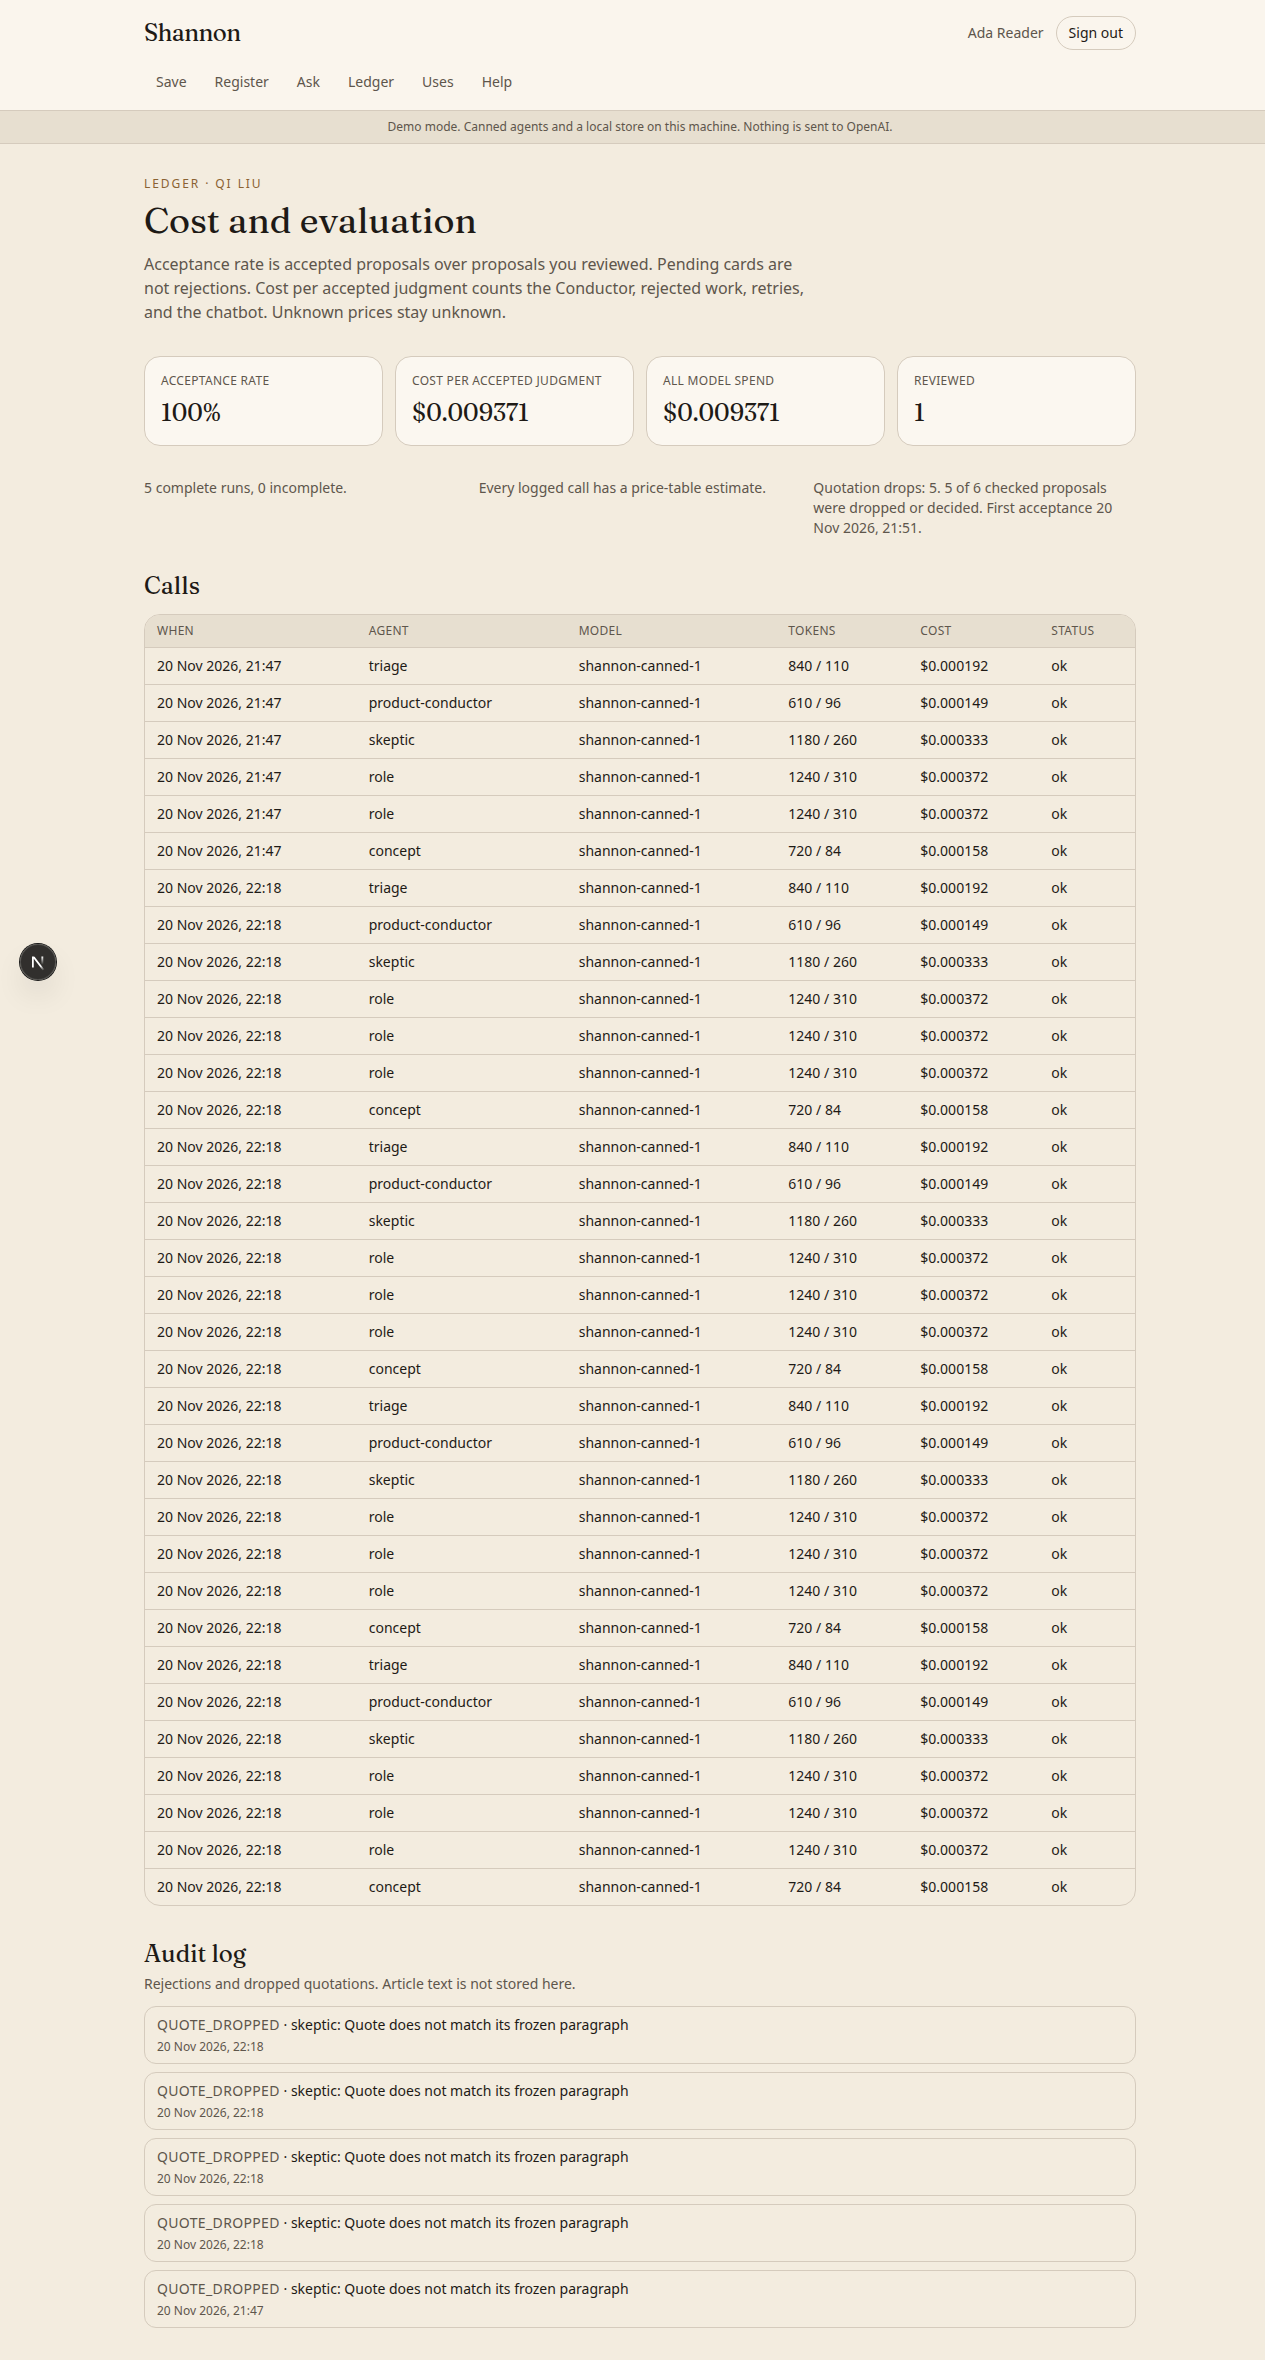 Shannon
Ada Reader
Sign out
Save Register Ask Ledger Uses Help
Demo mode. Canned agents and a local store on this machine. Nothing is sent to OpenAI.
LEDGER · QI LIU
Cost and evaluation
Acceptance rate is accepted proposals over proposals you reviewed. Pending cards are
not rejections. Cost per accepted judgment counts the Conductor, rejected work, retries,
and the chatbot. Unknown prices stay unknown.
ACCEPTANCE RATE
100%
COST PER ACCEPTED JUDGMENT
$0.009371
ALL MODEL SPEND
$0.009371
REVIEWED
1
5 complete runs, 0 incomplete.
Every logged call has a price-table estimate.
Quotation drops: 5. 5 of 6 checked proposals
were dropped or decided. First acceptance 20
Nov 2026, 21:51.
Calls
WHEN AGENT MODEL TOKENS COST STATUS
20 Nov 2026, 21:47 triage shannon-canned-1 840 / 110 $0.000192 ok
20 Nov 2026, 21:47 product-conductor shannon-canned-1 610 / 96 $0.000149 ok
20 Nov 2026, 21:47 skeptic shannon-canned-1 1180 / 260 $0.000333 ok
20 Nov 2026, 21:47 role shannon-canned-1 1240 / 310 $0.000372 ok
20 Nov 2026, 21:47 role shannon-canned-1 1240 / 310 $0.000372 ok
20 Nov 2026, 21:47 concept shannon-canned-1 720 / 84 $0.000158 ok
20 Nov 2026, 22:18 triage shannon-canned-1 840 / 110 $0.000192 ok
20 Nov 2026, 22:18 product-conductor shannon-canned-1 610 / 96 $0.000149 ok
20 Nov 2026, 22:18 skeptic shannon-canned-1 1180 / 260 $0.000333 ok
20 Nov 2026, 22:18 role shannon-canned-1 1240 / 310 $0.000372 ok
20 Nov 2026, 22:18 role shannon-canned-1 1240 / 310 $0.000372 ok
20 Nov 2026, 22:18 role shannon-canned-1 1240 / 310 $0.000372 ok
20 Nov 2026, 22:18 concept shannon-canned-1 720 / 84 $0.000158 ok
20 Nov 2026, 22:18 triage shannon-canned-1 840 / 110 $0.000192 ok
20 Nov 2026, 22:18 product-conductor shannon-canned-1 610 / 96 $0.000149 ok
20 Nov 2026, 22:18 skeptic shannon-canned-1 1180 / 260 $0.000333 ok
20 Nov 2026, 22:18 role shannon-canned-1 1240 / 310 $0.000372 ok
20 Nov 2026, 22:18 role shannon-canned-1 1240 / 310 $0.000372 ok
20 Nov 2026, 22:18 role shannon-canned-1 1240 / 310 $0.000372 ok
20 Nov 2026, 22:18 concept shannon-canned-1 720 / 84 $0.000158 ok
20 Nov 2026, 22:18 triage shannon-canned-1 840 / 110 $0.000192 ok
20 Nov 2026, 22:18 product-conductor shannon-canned-1 610 / 96 $0.000149 ok
20 Nov 2026, 22:18 skeptic shannon-canned-1 1180 / 260 $0.000333 ok
20 Nov 2026, 22:18 role shannon-canned-1 1240 / 310 $0.000372 ok
20 Nov 2026, 22:18 role shannon-canned-1 1240 / 310 $0.000372 ok
20 Nov 2026, 22:18 role shannon-canned-1 1240 / 310 $0.000372 ok
20 Nov 2026, 22:18 concept shannon-canned-1 720 / 84 $0.000158 ok
20 Nov 2026, 22:18 triage shannon-canned-1 840 / 110 $0.000192 ok
20 Nov 2026, 22:18 product-conductor shannon-canned-1 610 / 96 $0.000149 ok
20 Nov 2026, 22:18 skeptic shannon-canned-1 1180 / 260 $0.000333 ok
20 Nov 2026, 22:18 role shannon-canned-1 1240 / 310 $0.000372 ok
20 Nov 2026, 22:18 role shannon-canned-1 1240 / 310 $0.000372 ok
20 Nov 2026, 22:18 role shannon-canned-1 1240 / 310 $0.000372 ok
20 Nov 2026, 22:18 concept shannon-canned-1 720 / 84 $0.000158 ok
N
Audit log
Rejections and dropped quotations. Article text is not stored here.
QUOTE_DROPPED · skeptic: Quote does not match its frozen paragraph
20 Nov 2026, 22:18
QUOTE_DROPPED · skeptic: Quote does not match its frozen paragraph
20 Nov 2026, 22:18
QUOTE_DROPPED · skeptic: Quote does not match its frozen paragraph
20 Nov 2026, 22:18
QUOTE_DROPPED · skeptic: Quote does not match its frozen paragraph
20 Nov 2026, 22:18
QUOTE_DROPPED · skeptic: Quote does not match its frozen paragraph
20 Nov 2026, 21:47